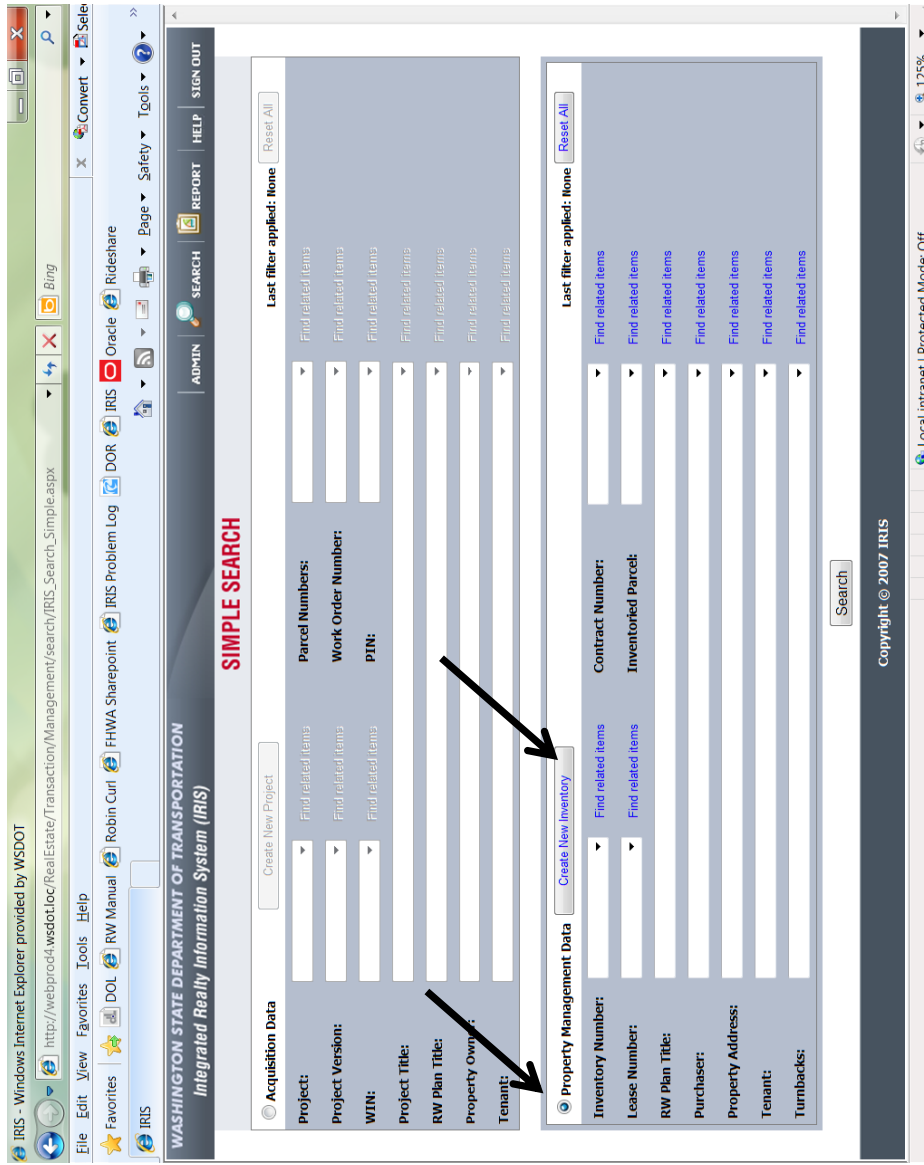 IRIS - Windows Internet Explorer provided by WSDOT
http://webprod4.wsdot.loc/RealEstate/Transaction/Management/search/IRIS_Search_Simple.aspx
Bing
File Edit View Favorites Tools Help
x Convert Selec
Favorites DOL RW Manual Robin Curl FHWA Sharepoint IRIS Problem Log DOR IRIS Oracle Rideshare
IRIS
Page Safety Tools
WASHINGTON STATE DEPARTMENT OF TRANSPORTATION
Integrated Realty Information System (IRIS)
ADMIN SEARCH REPORT HELP SIGN OUT
SIMPLE SEARCH
Acquisition Data Create New Project Last filter applied: None Reset All
Project: Find related items Parcel Numbers: Find related items
Project Version: Find related items Work Order Number: Find related items
WIN: Find related items PIN: Find related items
Project Title: Find related items
RW Plan Title: Find related items
Property Owner: Find related items
Tenant: Find related items
Property Management Data Create New Inventory Last filter applied: None Reset All
Inventory Number: Find related items Contract Number: Find related items
Lease Number: Find related items Inventoried Parcel: Find related items
RW Plan Title: Find related items
Purchaser: Find related items
Property Address: Find related items
Tenant: Find related items
Turnbacks: Find related items
Search
Copyright © 2007 IRIS
Local intranet | Protected Mode: Off
125%